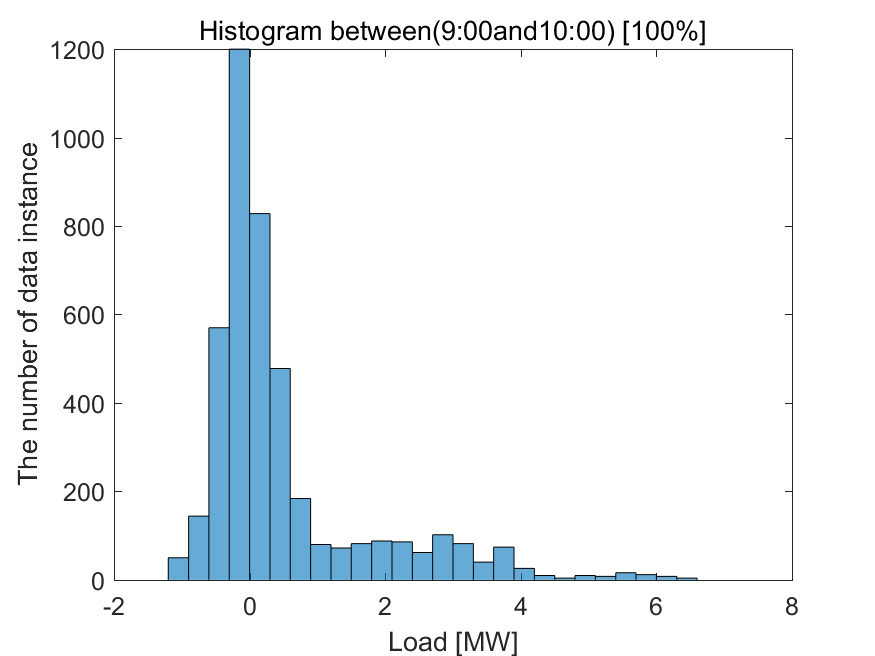 Histogram between(9:00and10:00) [100%]
1200
1000
800
600
400
200
0
The number of data instance
-2 0 2 4 6 8
Load [MW]